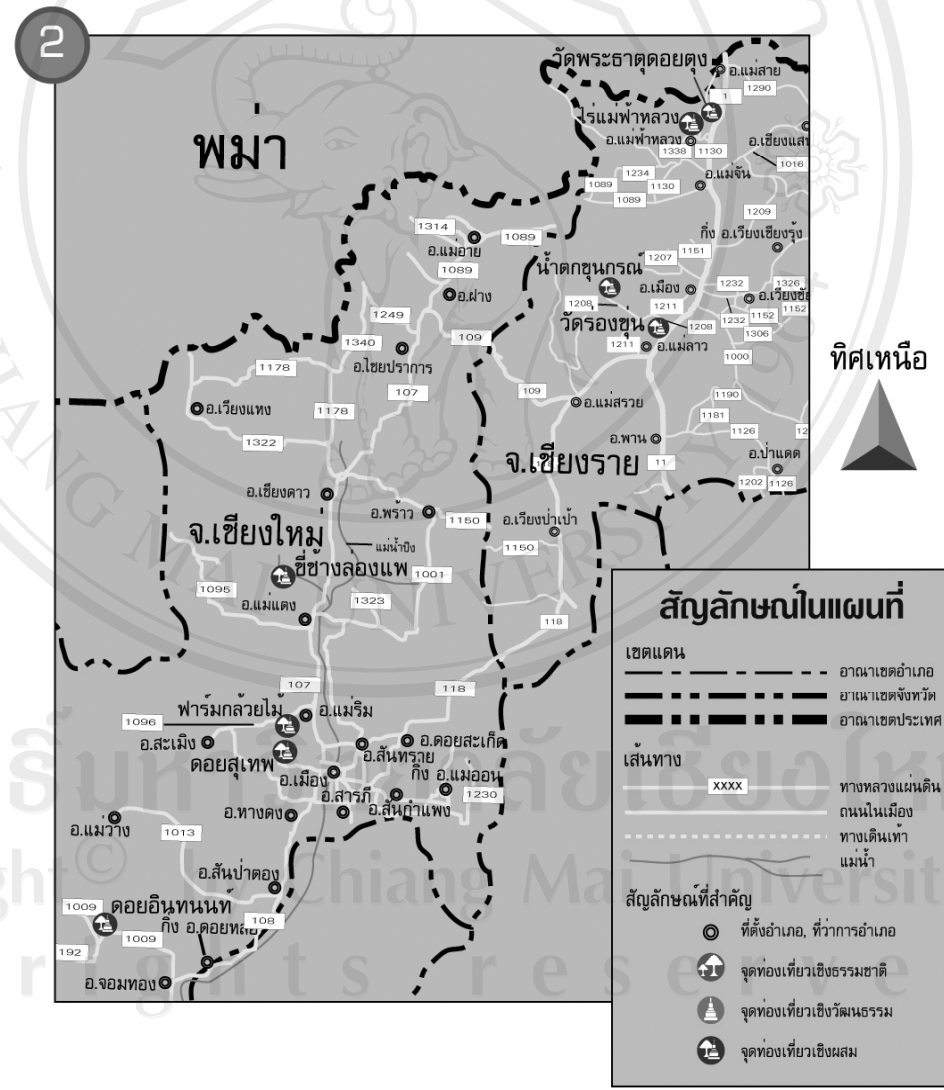 2
พม่า
วัดพระธาตุดอยตุง
อ.แม่สาย
1
1290
ไร่แม่ฟ้าหลวง
อ.แม่ฟ้าหลวง
1338
1130
อ.เชียงแสน
1016
1234
1089
1130
1089
อ.แม่จัน
1209
กิ่ง อ.เวียงเชียงรุ้ง
1314
1089
อ.แม่อาย
1089
1207
1151
น้ำตกขุนกรณ์
อ.เมือง
1232
1326
อ.ฝาง
1208
1211
อ.เวียงชัย
1152
1152
1249
วัดร่องขุ่น
1208
1232
1306
1340
109
1211
อ.แม่ลาว
1000
อ.ไชยปราการ
1178
107
109
1190
อ.เวียงแหง
1178
อ.แม่สรวย
1181
1126
12
1322
อ.พาน
จ.เชียงราย
11
อ.ป่าแดด
1202
1126
อ.เชียงดาว
อ.พร้าว
1150
อ.เวียงป่าเป้า
จ.เชียงใหม่
แม่น้ำปิง
1150
ขี่ช้างล่องแพ
1001
1095
1323
อ.แม่แตง
118
107
118
ฟาร์มกล้วยไม้
1096
อ.แม่ริม
อ.สะเมิง
อ.ดอยสะเก็ด
ดอยสุเทพ
อ.สันทราย
กิ่ง อ.แม่ออน
อ.เมือง
อ.สารภี
1230
อ.หางดง
อ.สันกำแพง
อ.แม่วาง
1013
อ.สันป่าตอง
1009
ดอยอินทนนท์
กิ่ง อ.ดอยหล่อ
108
1009
192
อ.จอมทอง
ทิศเหนือ
สัญลักษณ์ในแผนที่
เขตแดน
อาณาเขตอำเภอ
อาณาเขตจังหวัด
อาณาเขตประเทศ
เส้นทาง
xxxx
ทางหลวงแผ่นดิน
ถนนในเมือง
ทางเดินเท้า
แม่น้ำ
สัญลักษณ์ที่สำคัญ
ที่ตั้งอำเภอ, ที่ว่าการอำเภอ
จุดท่องเที่ยวเชิงธรรมชาติ
จุดท่องเที่ยวเชิงวัฒนธรรม
จุดท่องเที่ยวเชิงผสม
by Chiang Mai Universit
rights reserve